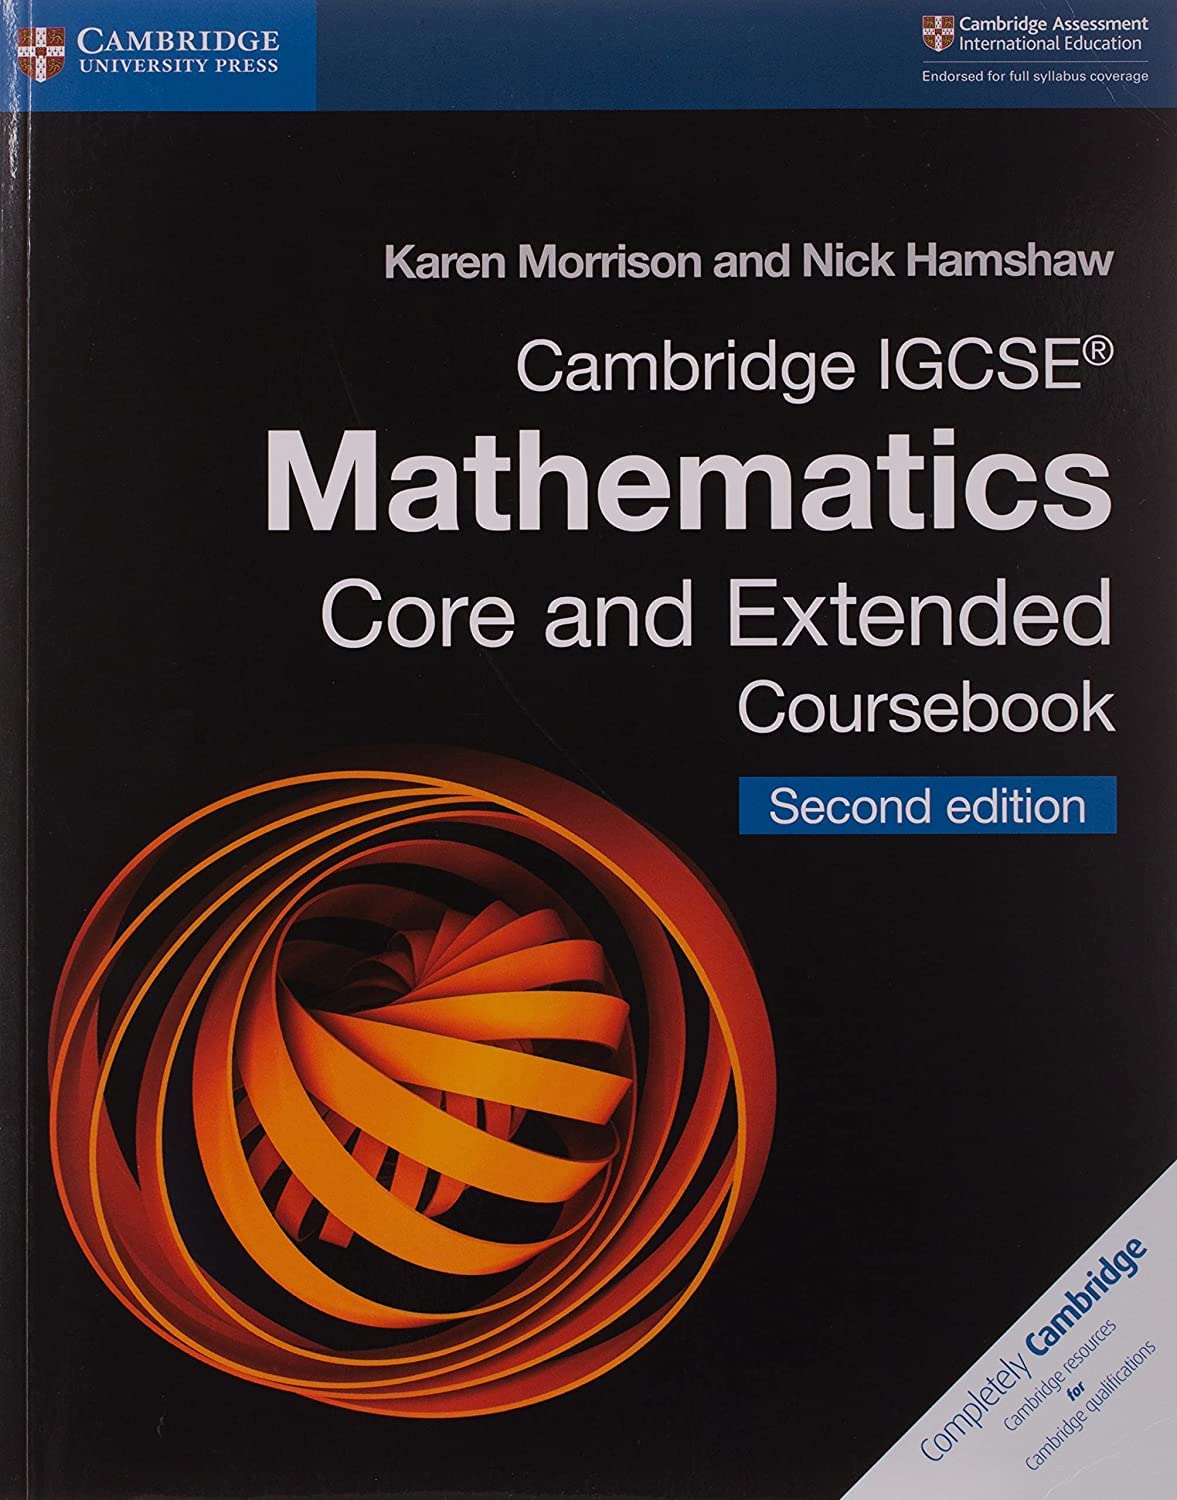 CAMBRIDGE
UNIVERSITY PRESS
Cambridge Assessment
International Education
Endorsed for full syllabus coverage
Karen Morrison and Nick Hamshaw
Cambridge IGCSE®
Mathematics
Core and Extended
Coursebook
Second edition
Completely Cambridge
Cambridge resources
for
Cambridge qualifications